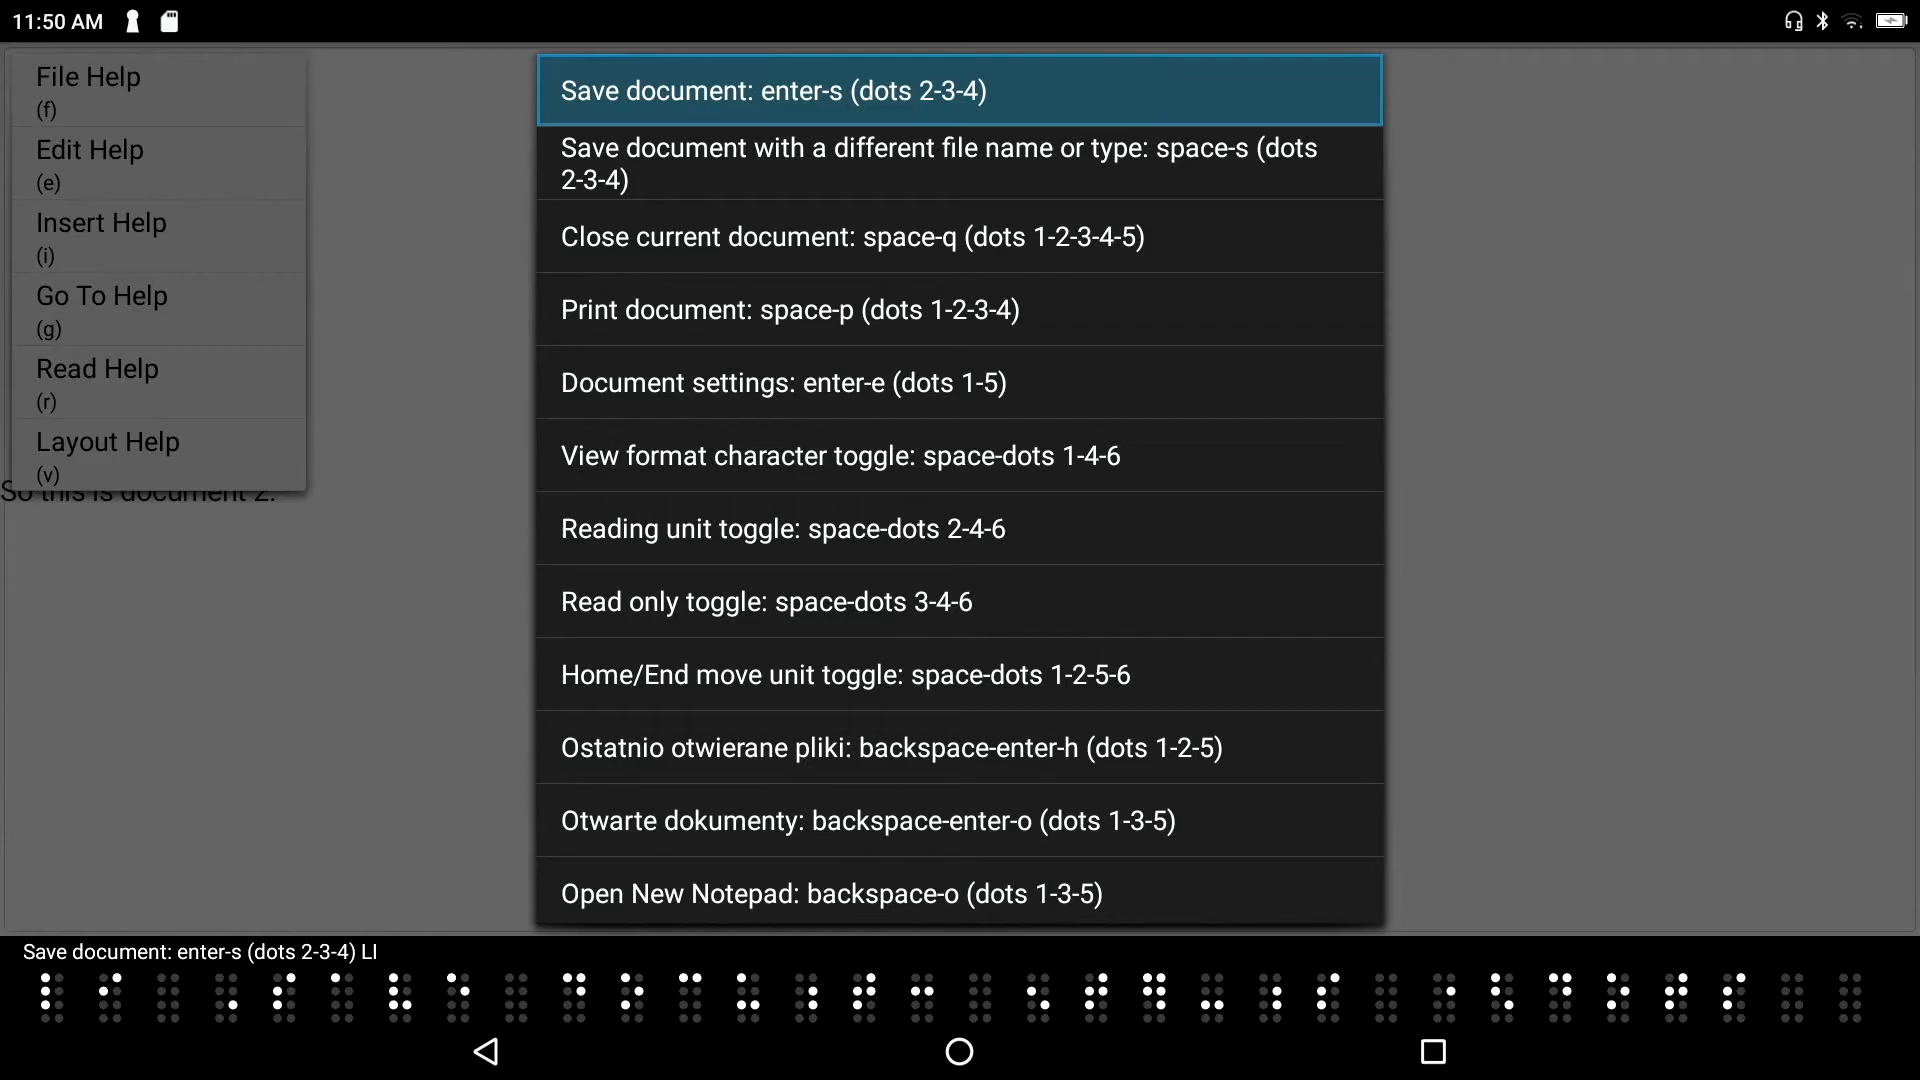 11:50 AM
File Help
(f)
Edit Help
(e)
Insert Help
(i)
Go To Help
(g)
Read Help
(r)
Layout Help
(v)
So this is document 2.
Save document: enter-s (dots 2-3-4)
Save document with a different file name or type: space-s (dots
2-3-4)
Close current document: space-q (dots 1-2-3-4-5)
Print document: space-p (dots 1-2-3-4)
Document settings: enter-e (dots 1-5)
View format character toggle: space-dots 1-4-6
Reading unit toggle: space-dots 2-4-6
Read only toggle: space-dots 3-4-6
Home/End move unit toggle: space-dots 1-2-5-6
Ostatnio otwierane pliki: backspace-enter-h (dots 1-2-5)
Otwarte dokumenty: backspace-enter-o (dots 1-3-5)
Open New Notepad: backspace-o (dots 1-3-5)
Save document: enter-s (dots 2-3-4) LI